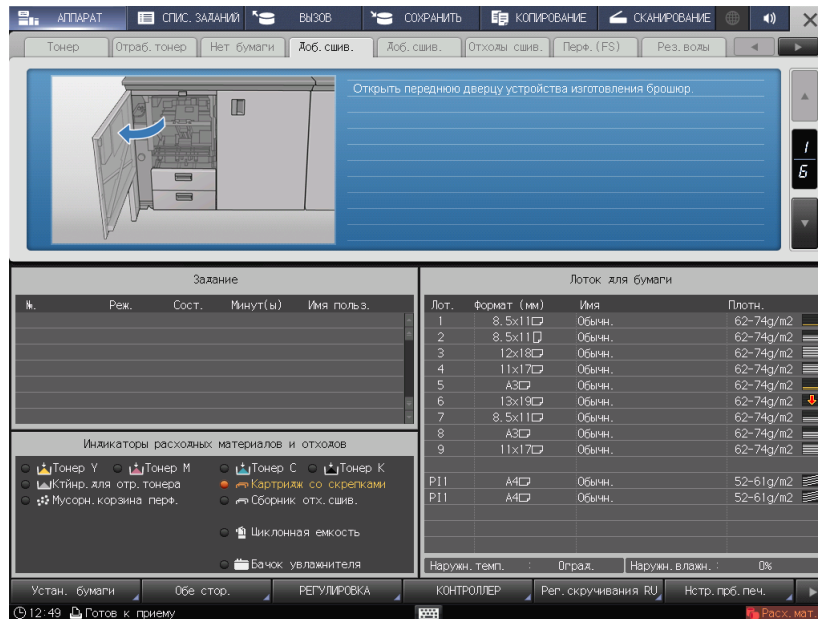 АППАРАТ СПИС. ЗАДАНИЙ ВЫЗОВ СОХРАНИТЬ КОПИРОВАНИЕ СКАНИРОВАНИЕ
Тонер Отраб. тонер Нет бумаги Доб. сшив. Доб. сшив. Отходы сшив. Перф. (FS) Рез. воды
Открыть переднюю дверцу устройства изготовления брошюр.
1
6
Задание
№. Реж. Сост. Минут(ы) Имя польз.
Лоток для бумаги
Лот. Формат (мм) Имя Плотн.
1 8.5x11 Обычн. 62-74g/m2
2 8.5x11 Обычн. 62-74g/m2
3 12x18 Обычн. 62-74g/m2
4 11x17 Обычн. 62-74g/m2
5 A3 Обычн. 62-74g/m2
6 13x19 Обычн. 62-74g/m2
7 8.5x11 Обычн. 62-74g/m2
8 A3 Обычн. 62-74g/m2
9 11x17 Обычн. 62-74g/m2
PI1 A4 52-61g/m2
PI1 A4 52-61g/m2
Наружн. темп. : 0град. Наружн. влажн. : 0%
Индикаторы расходных материалов и отходов
Тонер Y Тонер M Тонер C Тонер K
Ктйнр. для отр. тонера Картридж со скрепками
Мусорн. корзина перф. Сборник отх. сшив.
Циклонная емкость
Бачок увлажнителя
Устан. бумаги Обе стор. РЕГУЛИРОВКА КОНТРОЛЛЕР Рег. скручивания RU Нстр. прб. печ.
12:49 Готов к приему Расх. мат.